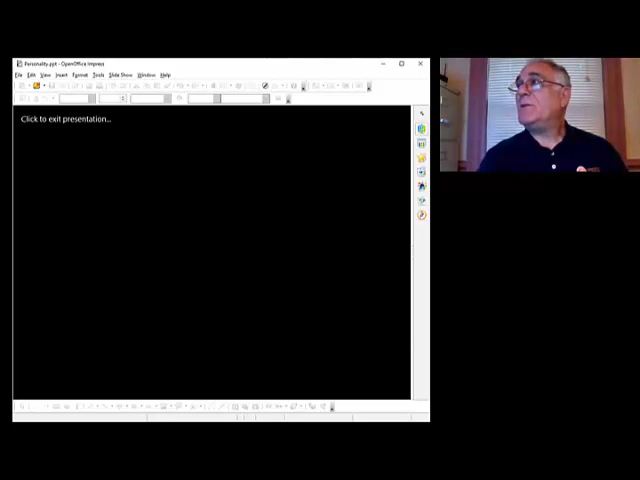 Personality.ppt - OpenOffice Impress
File Edit View Insert Format Tools Slide Show Window Help
Click to exit presentation...